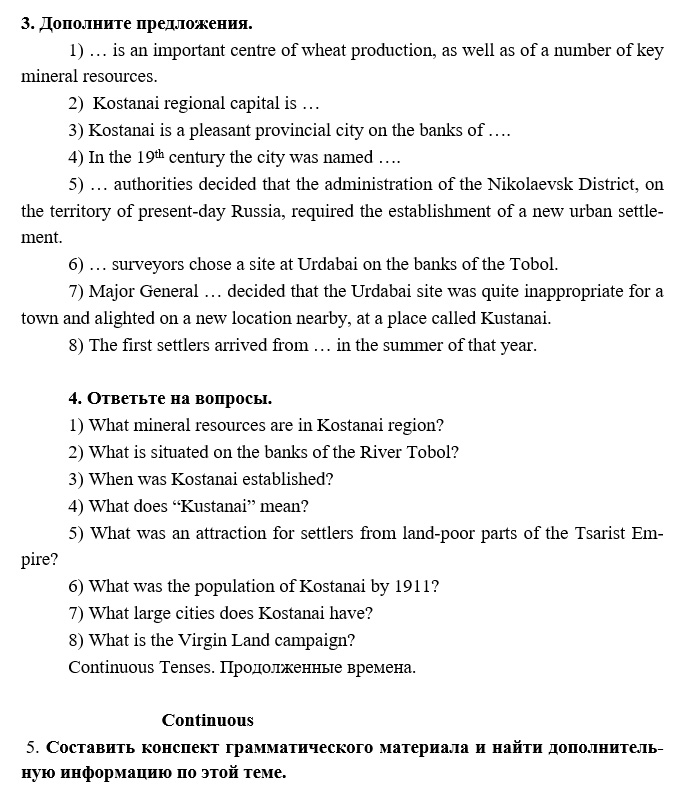 3. Дополните предложения.
1) … is an important centre of wheat production, as well as of a number of key
mineral resources.
2) Kostanai regional capital is …
3) Kostanai is a pleasant provincial city on the banks of ….
4) In the 19th century the city was named ….
5) … authorities decided that the administration of the Nikolaevsk District, on
the territory of present-day Russia, required the establishment of a new urban settle-
ment.
6) … surveyors chose a site at Urdabai on the banks of the Tobol.
7) Major General … decided that the Urdabai site was quite inappropriate for a
town and alighted on a new location nearby, at a place called Kustanai.
8) The first settlers arrived from … in the summer of that year.
4. Ответьте на вопросы.
1) What mineral resources are in Kostanai region?
2) What is situated on the banks of the River Tobol?
3) When was Kostanai established?
4) What does “Kustanai” mean?
5) What was an attraction for settlers from land-poor parts of the Tsarist Em-
pire?
6) What was the population of Kostanai by 1911?
7) What large cities does Kostanai have?
8) What is the Virgin Land campaign?
Continuous Tenses. Продолженные времена.
Continuous
5. Составить конспект грамматического материала и найти дополнитель-
ную информацию по этой теме.